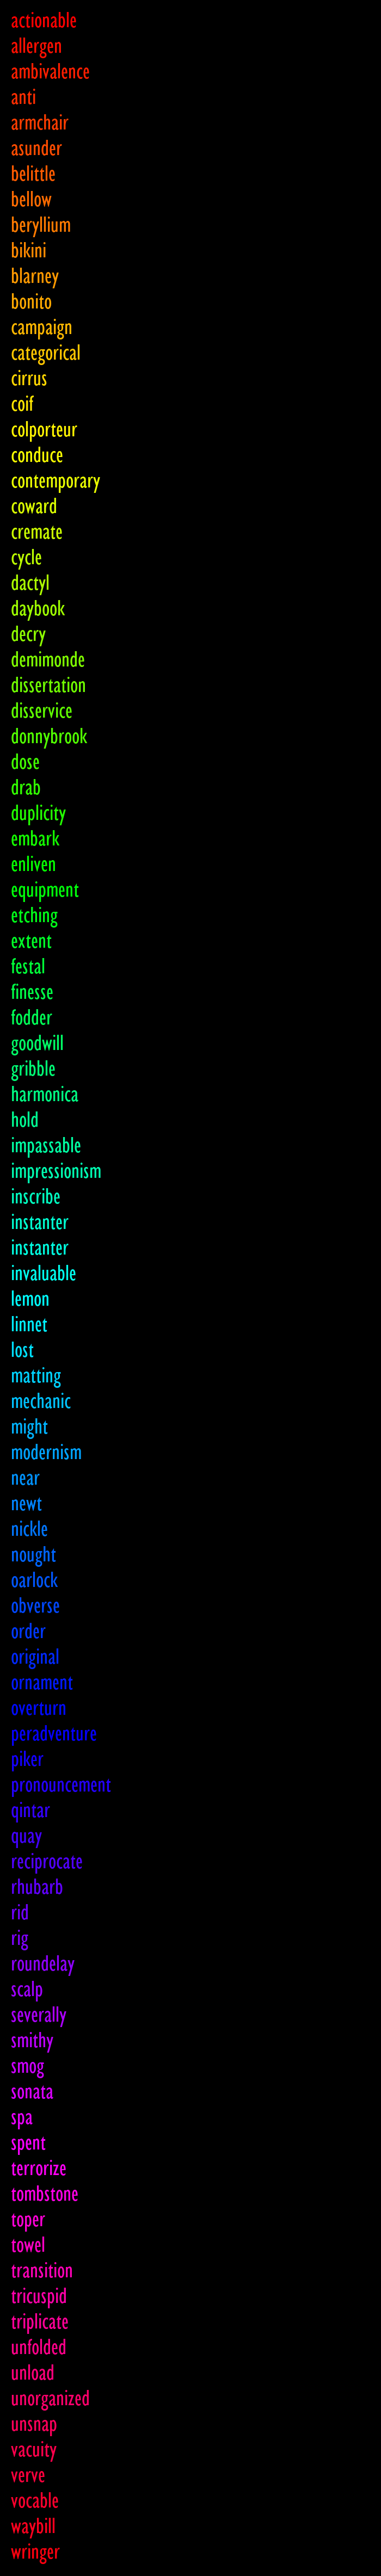 actionable
allergen
ambivalence
anti
armchair
asunder
belittle
bellow
beryllium
bikini
blarney
bonito
campaign
categorical
cirrus
coif
colporteur
conduce
contemporary
coward
cremate
cycle
dactyl
daybook
decry
demimonde
dissertation
disservice
donnybrook
dose
drab
duplicity
embark
enliven
equipment
etching
extent
festal
finesse
fodder
goodwill
gribble
harmonica
hold
impassable
impressionism
inscribe
instanter
instanter
invaluable
lemon
linnet
lost
matting
mechanic
might
modernism
near
newt
nickle
nought
oarlock
obverse
order
original
ornament
overturn
peradventure
piker
pronouncement
qintar
quay
reciprocate
rhubarb
rid
rig
roundelay
scalp
severally
smithy
smog
sonata
spa
spent
terrorize
tombstone
toper
towel
transition
tricuspid
triplicate
unfolded
unload
unorganized
unsnap
vacuity
verve
vocable
waybill
wringer